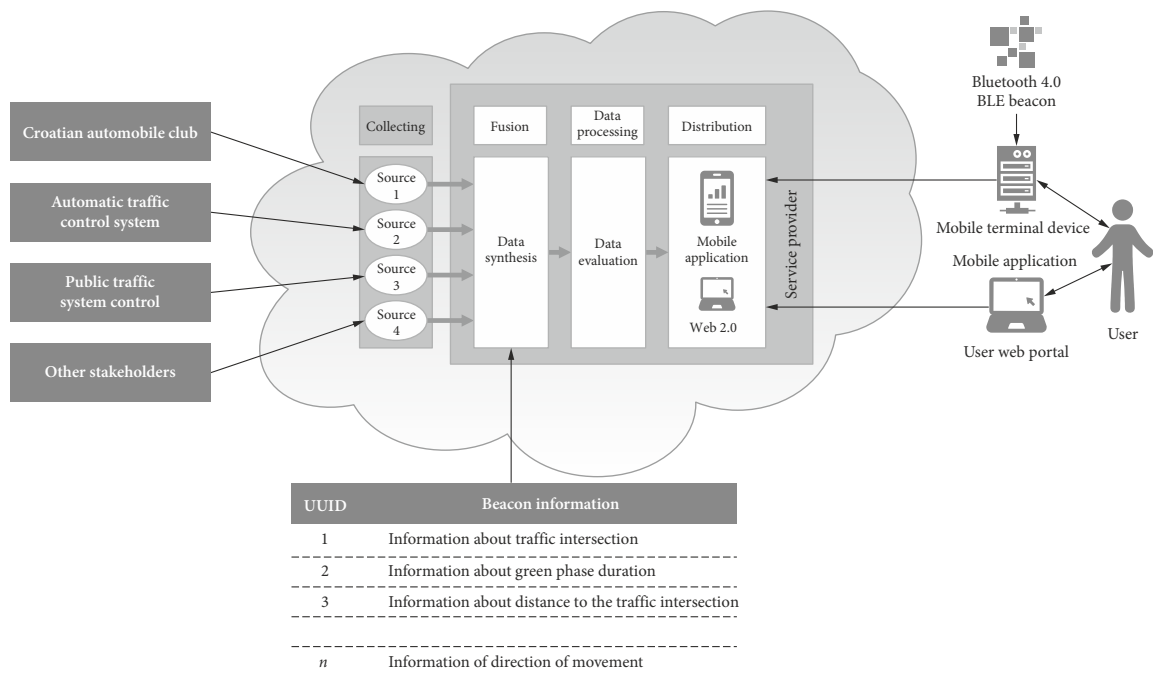 Croatian automobile club
Automatic traffic
control system
Public traffic
system control
Other stakeholders
Collecting
Source
1
Source
2
Source
3
Source
4
Fusion
Data
synthesis
Data
processing
Data
evaluation
Distribution
Mobile
application
Web 2.0
Service provider
Bluetooth 4.0
BLE beacon
Mobile terminal device
Mobile application
User web portal
User
UUID Beacon information
1 Information about traffic intersection
2 Information about green phase duration
3 Information about distance to the traffic intersection
n Information of direction of movement